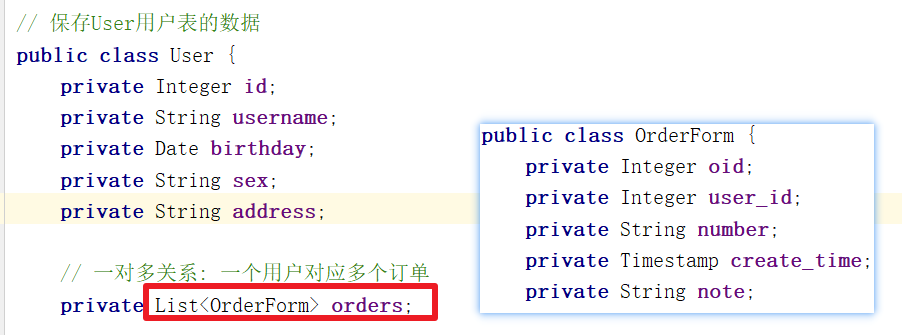 // 保存User用户表的数据
public class User {
private Integer id;
private String username;
private Date birthday;
private String sex;
private String address;
// 一对多关系: 一个用户对应多个订单
private List<OrderForm> orders;
public class OrderForm {
private Integer oid;
private Integer user_id;
private String number;
private Timestamp create_time;
private String note;